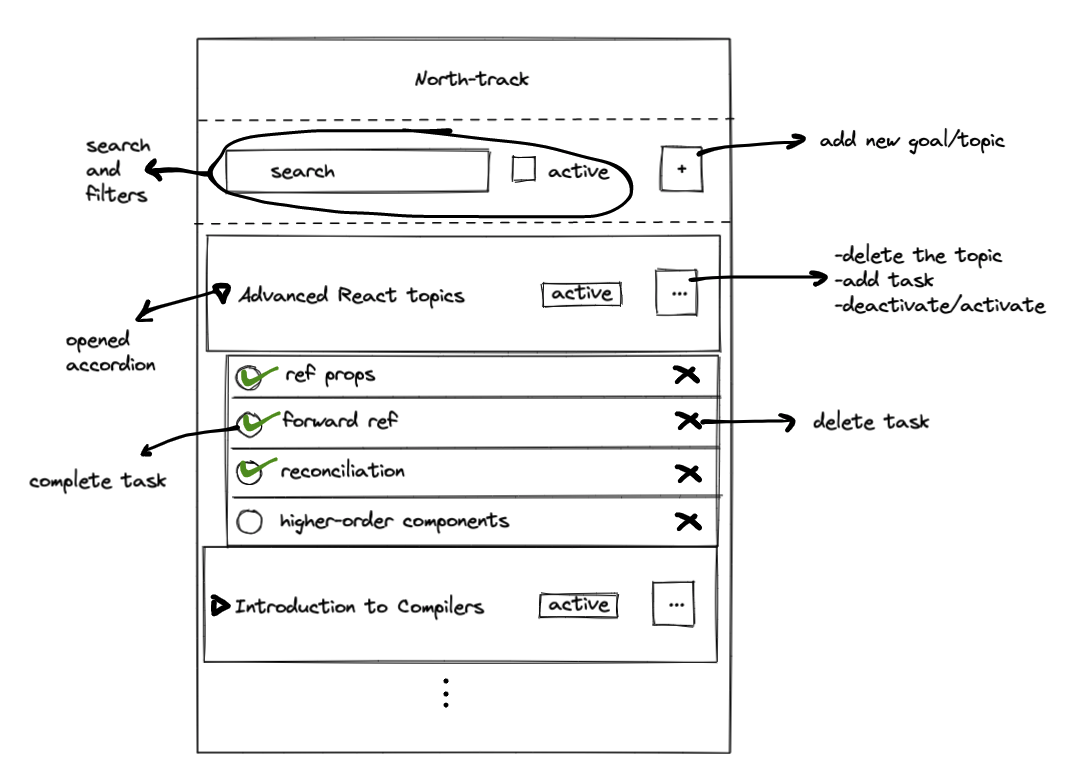 North-track
search
and
filters
search
active
+
add new goal/topic
Advanced React topics
active
...
-delete the topic
-add task
-deactivate/activate
opened
accordion
ref props
forward ref
delete task
complete task
reconciliation
higher-order components
Introduction to Compilers
active
...